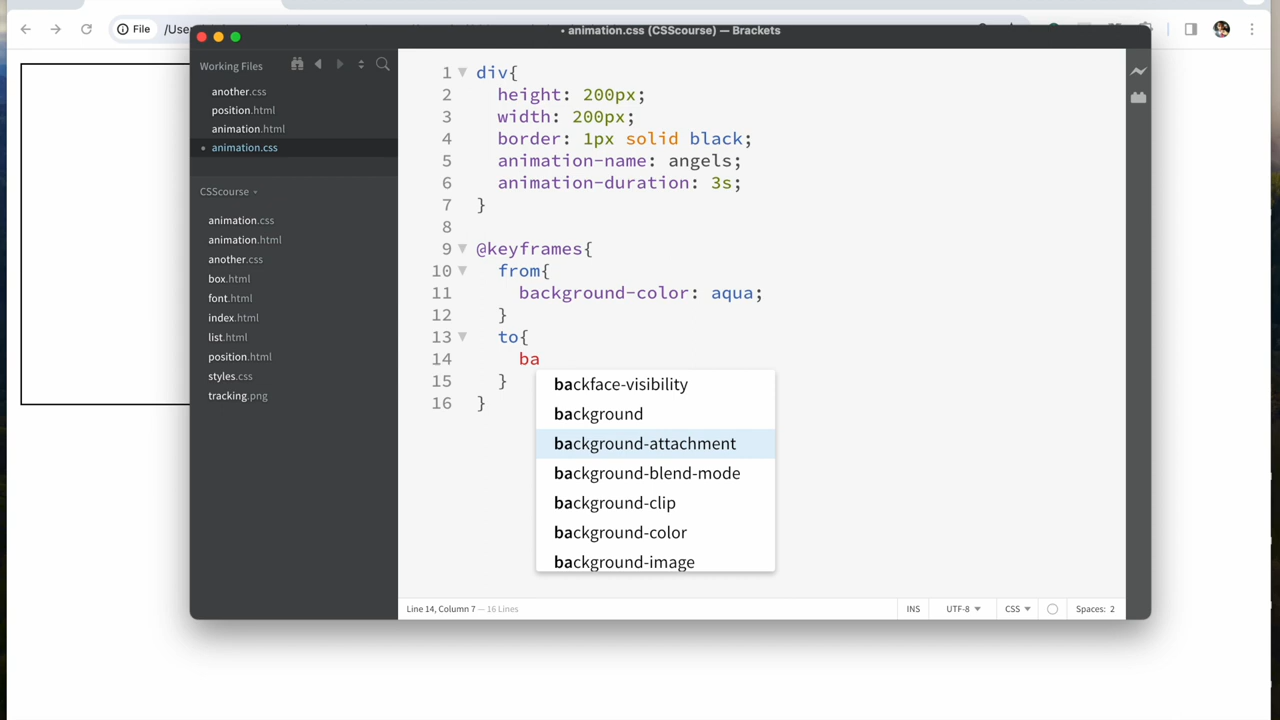 File
/Use
• animation.css (CSScourse) — Brackets
Working Files
another.css
position.html
animation.html
• animation.css
CSScourse
animation.css
animation.html
another.css
box.html
font.html
index.html
list.html
position.html
styles.css
tracking.png
1 div{
2 height: 200px;
3 width: 200px;
4 border: 1px solid black;
5 animation-name: angels;
6 animation-duration: 3s;
7 }
8
9 @keyframes{
10 from{
11 background-color: aqua;
12 }
13 to{
14 ba
15 }
16 }
backface-visibility
background
background-attachment
background-blend-mode
background-clip
background-color
background-image
Line 14, Column 7 — 16 Lines
INS
UTF-8
CSS
Spaces: 2